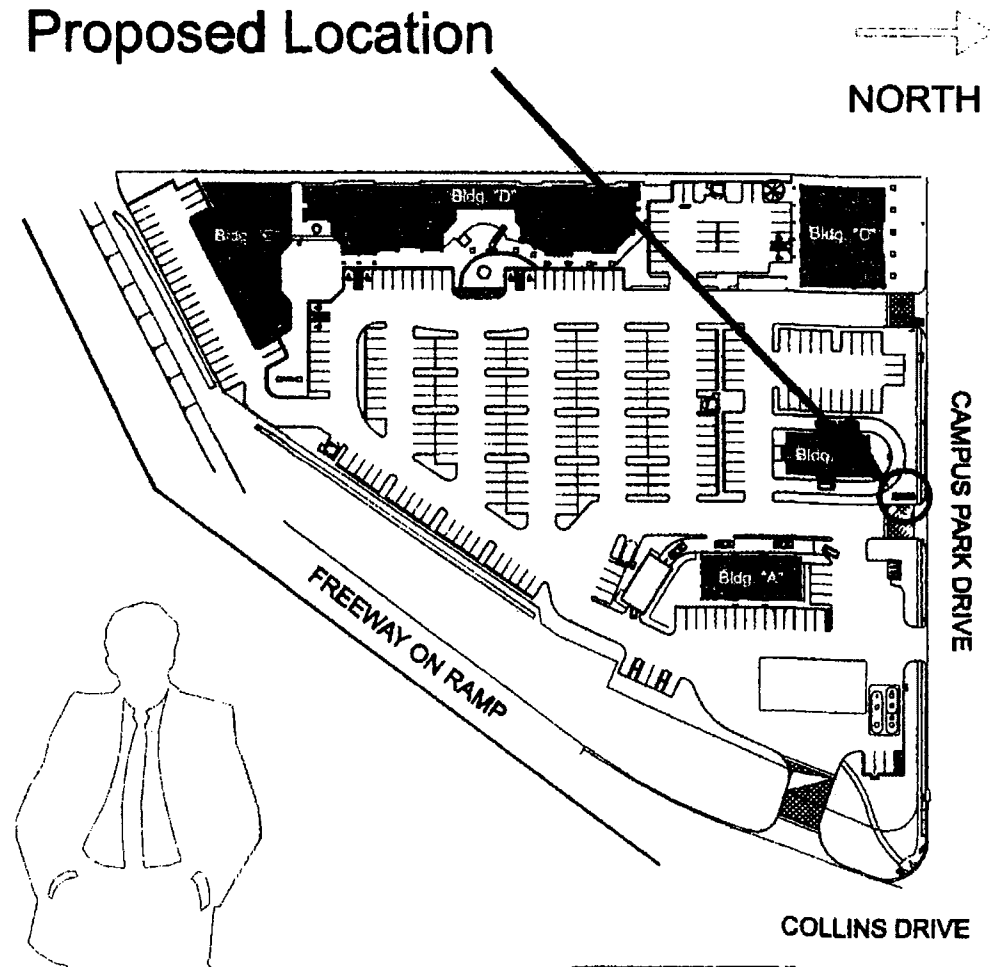 Proposed Location
NORTH
Bldg. "D"
Bldg.
Bldg.
Bldg.
Bldg. "A"
CAMPUS PARK DRIVE
FREEWAY ON RAMP
COLLINS DRIVE